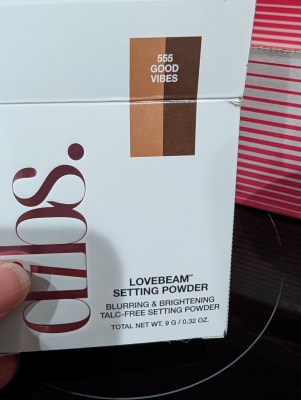 555
GOOD
VIBES
LOVEBEAM™
SETTING POWDER
BLURRING & BRIGHTENING
TALC-FREE SETTING POWDER
TOTAL NET WT. 9 G / 0.32 OZ.